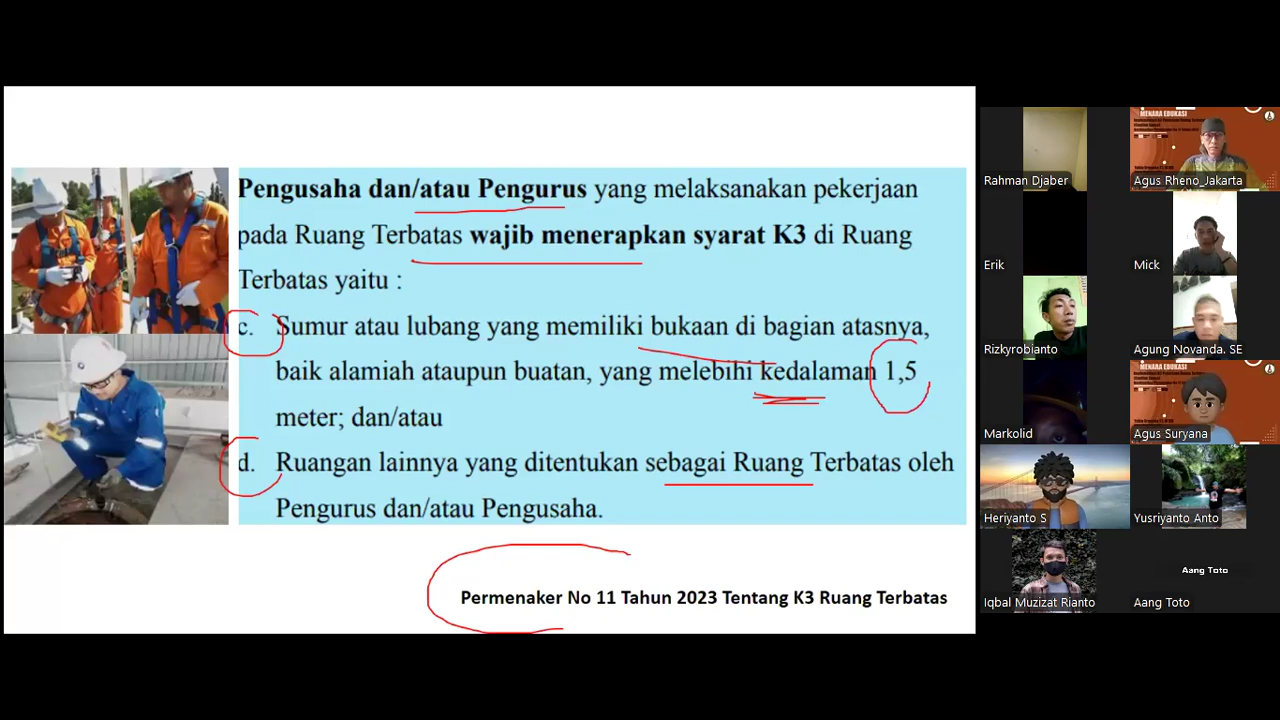 Pengusaha dan/atau Pengurus yang melaksanakan pekerjaan
pada Ruang Terbatas wajib menerapkan syarat K3 di Ruang
Terbatas yaitu :
c. Sumur atau lubang yang memiliki bukaan di bagian atasnya,
baik alamiah ataupun buatan, yang melebihi kedalaman 1,5
meter; dan/atau
d. Ruangan lainnya yang ditentukan sebagai Ruang Terbatas oleh
Pengurus dan/atau Pengusaha.
Permenaker No 11 Tahun 2023 Tentang K3 Ruang Terbatas
Rahman Djaber
MENARA EDUKASI
Agus Rheno_Jakarta
Erik
Mick
Rizkyrobianto
Agung Novanda. SE
Markolid
MENARA EDUKASI
Agus Suryana
Heriyanto S
Yusriyanto Anto
Iqbal Muzizat Rianto
Aang Toto
Aang Toto